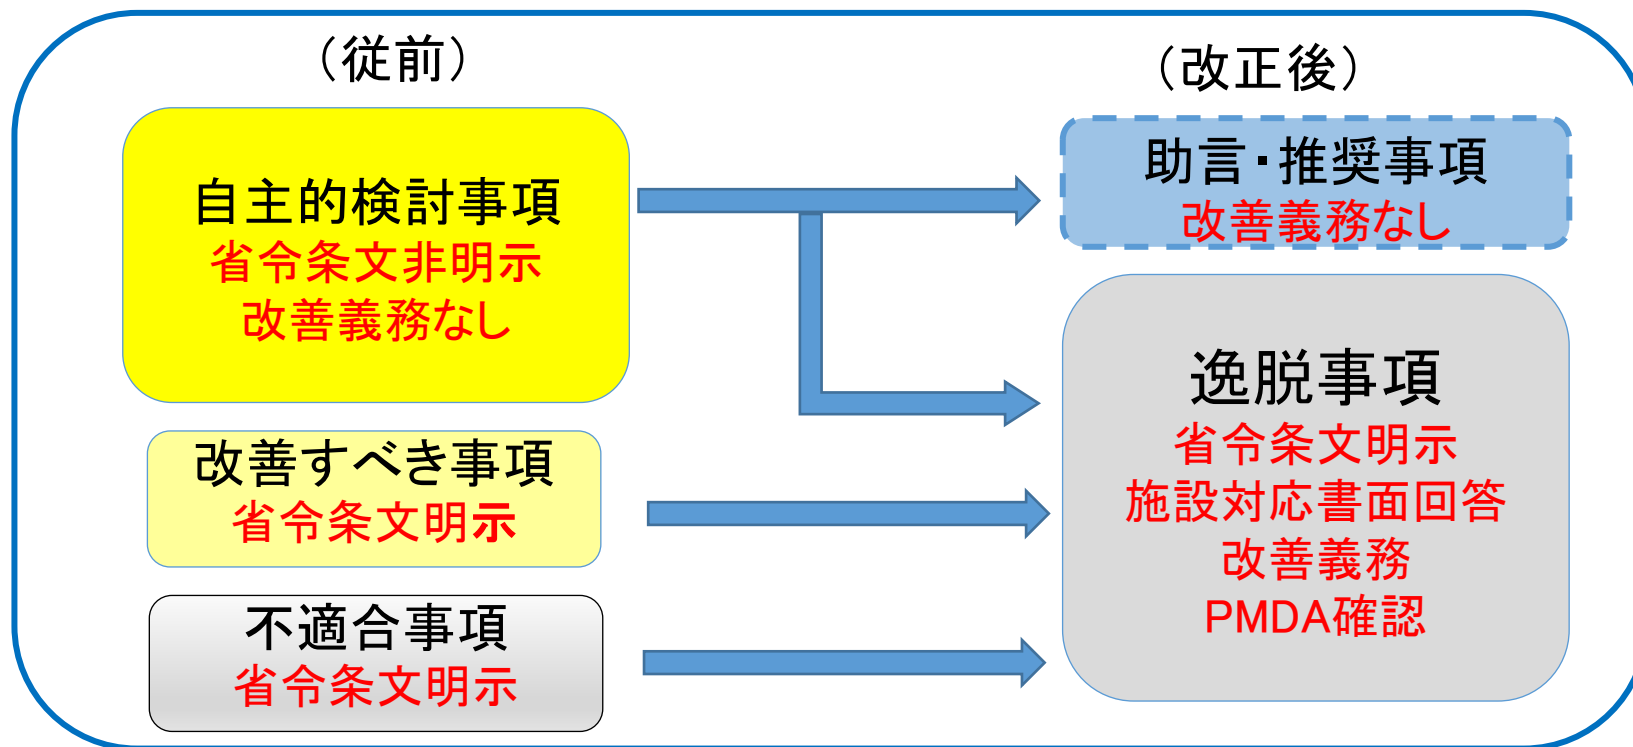 （従前）
自主的検討事項
省令条文非明示
改善義務なし
改善すべき事項
省令条文明示
不適合事項
省令条文明示
（改正後）
助言・推奨事項
改善義務なし
逸脱事項
省令条文明示
施設対応書面回答
改善義務
PMDA確認